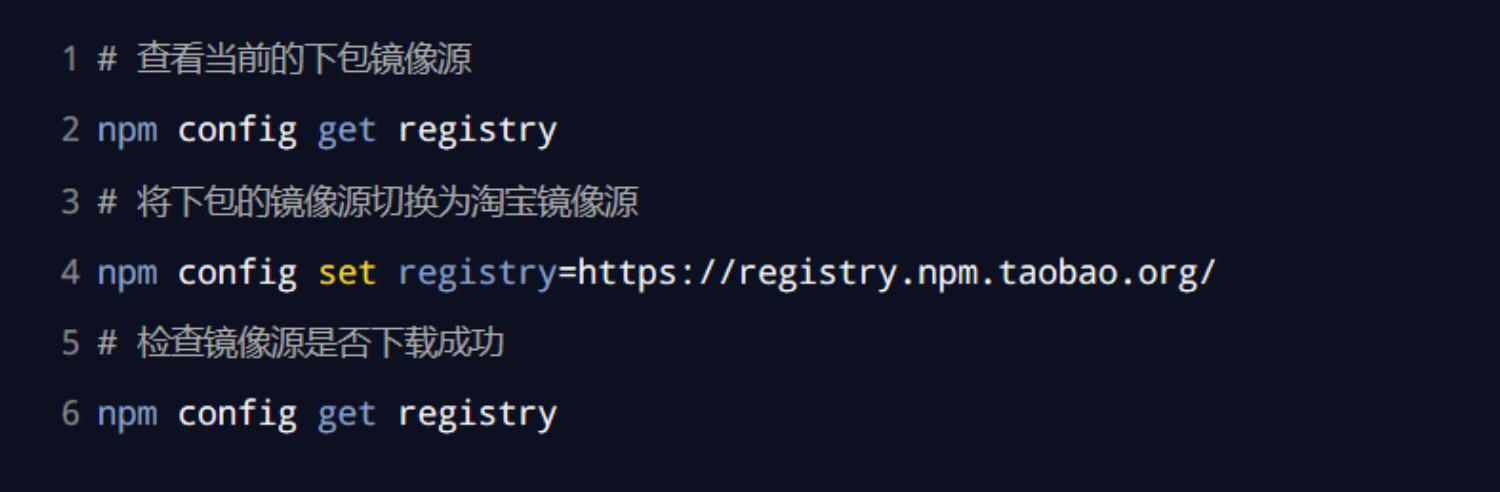 1 # 查看当前的下包镜像源
2 npm config get registry
3 # 将下包的镜像源切换为淘宝镜像源
4 npm config set registry=https://registry.npm.taobao.org/
5 # 检查镜像源是否下载成功
6 npm config get registry